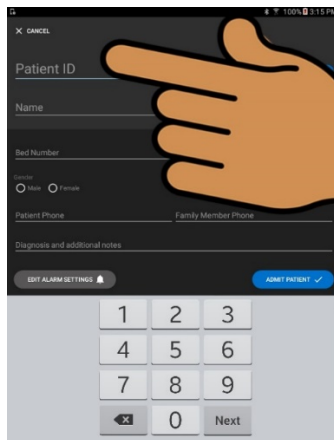 100% 3:15 PM
CANCEL
Patient ID
Name
Bed Number
Gender
Male Female
Patient Phone Family Member Phone
Diagnosis and additional notes
EDIT ALARM SETTINGS ADMIT PATIENT
1 2 3
4 5 6
7 8 9
0 Next